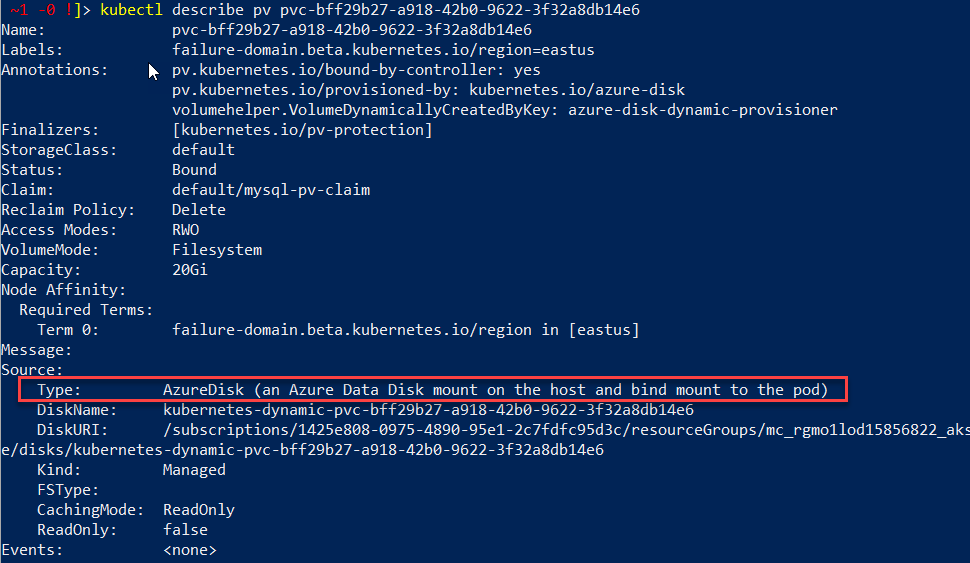 ~1 -0 !]> kubectl describe pv pvc-bff29b27-a918-42b0-9622-3f32a8db14e6
Name: pvc-bff29b27-a918-42b0-9622-3f32a8db14e6
Labels: failure-domain.beta.kubernetes.io/region=eastus
Annotations: pv.kubernetes.io/bound-by-controller: yes
pv.kubernetes.io/provisioned-by: kubernetes.io/azure-disk
volumehelper.VolumeDynamicallyCreatedByKey: azure-disk-dynamic-provisioner
Finalizers: [kubernetes.io/pv-protection]
StorageClass: default
Status: Bound
Claim: default/mysql-pv-claim
Reclaim Policy: Delete
Access Modes: RWO
VolumeMode: Filesystem
Capacity: 20Gi
Node Affinity:
Required Terms:
Term 0: failure-domain.beta.kubernetes.io/region in [eastus]
Message:
Source:
Type: AzureDisk (an Azure Data Disk mount on the host and bind mount to the pod)
DiskName: kubernetes-dynamic-pvc-bff29b27-a918-42b0-9622-3f32a8db14e6
DiskURI: /subscriptions/1425e808-0975-4890-95e1-2c7fdfc95d3c/resourceGroups/mc_rgmo1lod15856822_aks
e/disks/kubernetes-dynamic-pvc-bff29b27-a918-42b0-9622-3f32a8db14e6
Kind: Managed
FSType:
CachingMode: ReadOnly
ReadOnly: false
Events: <none>